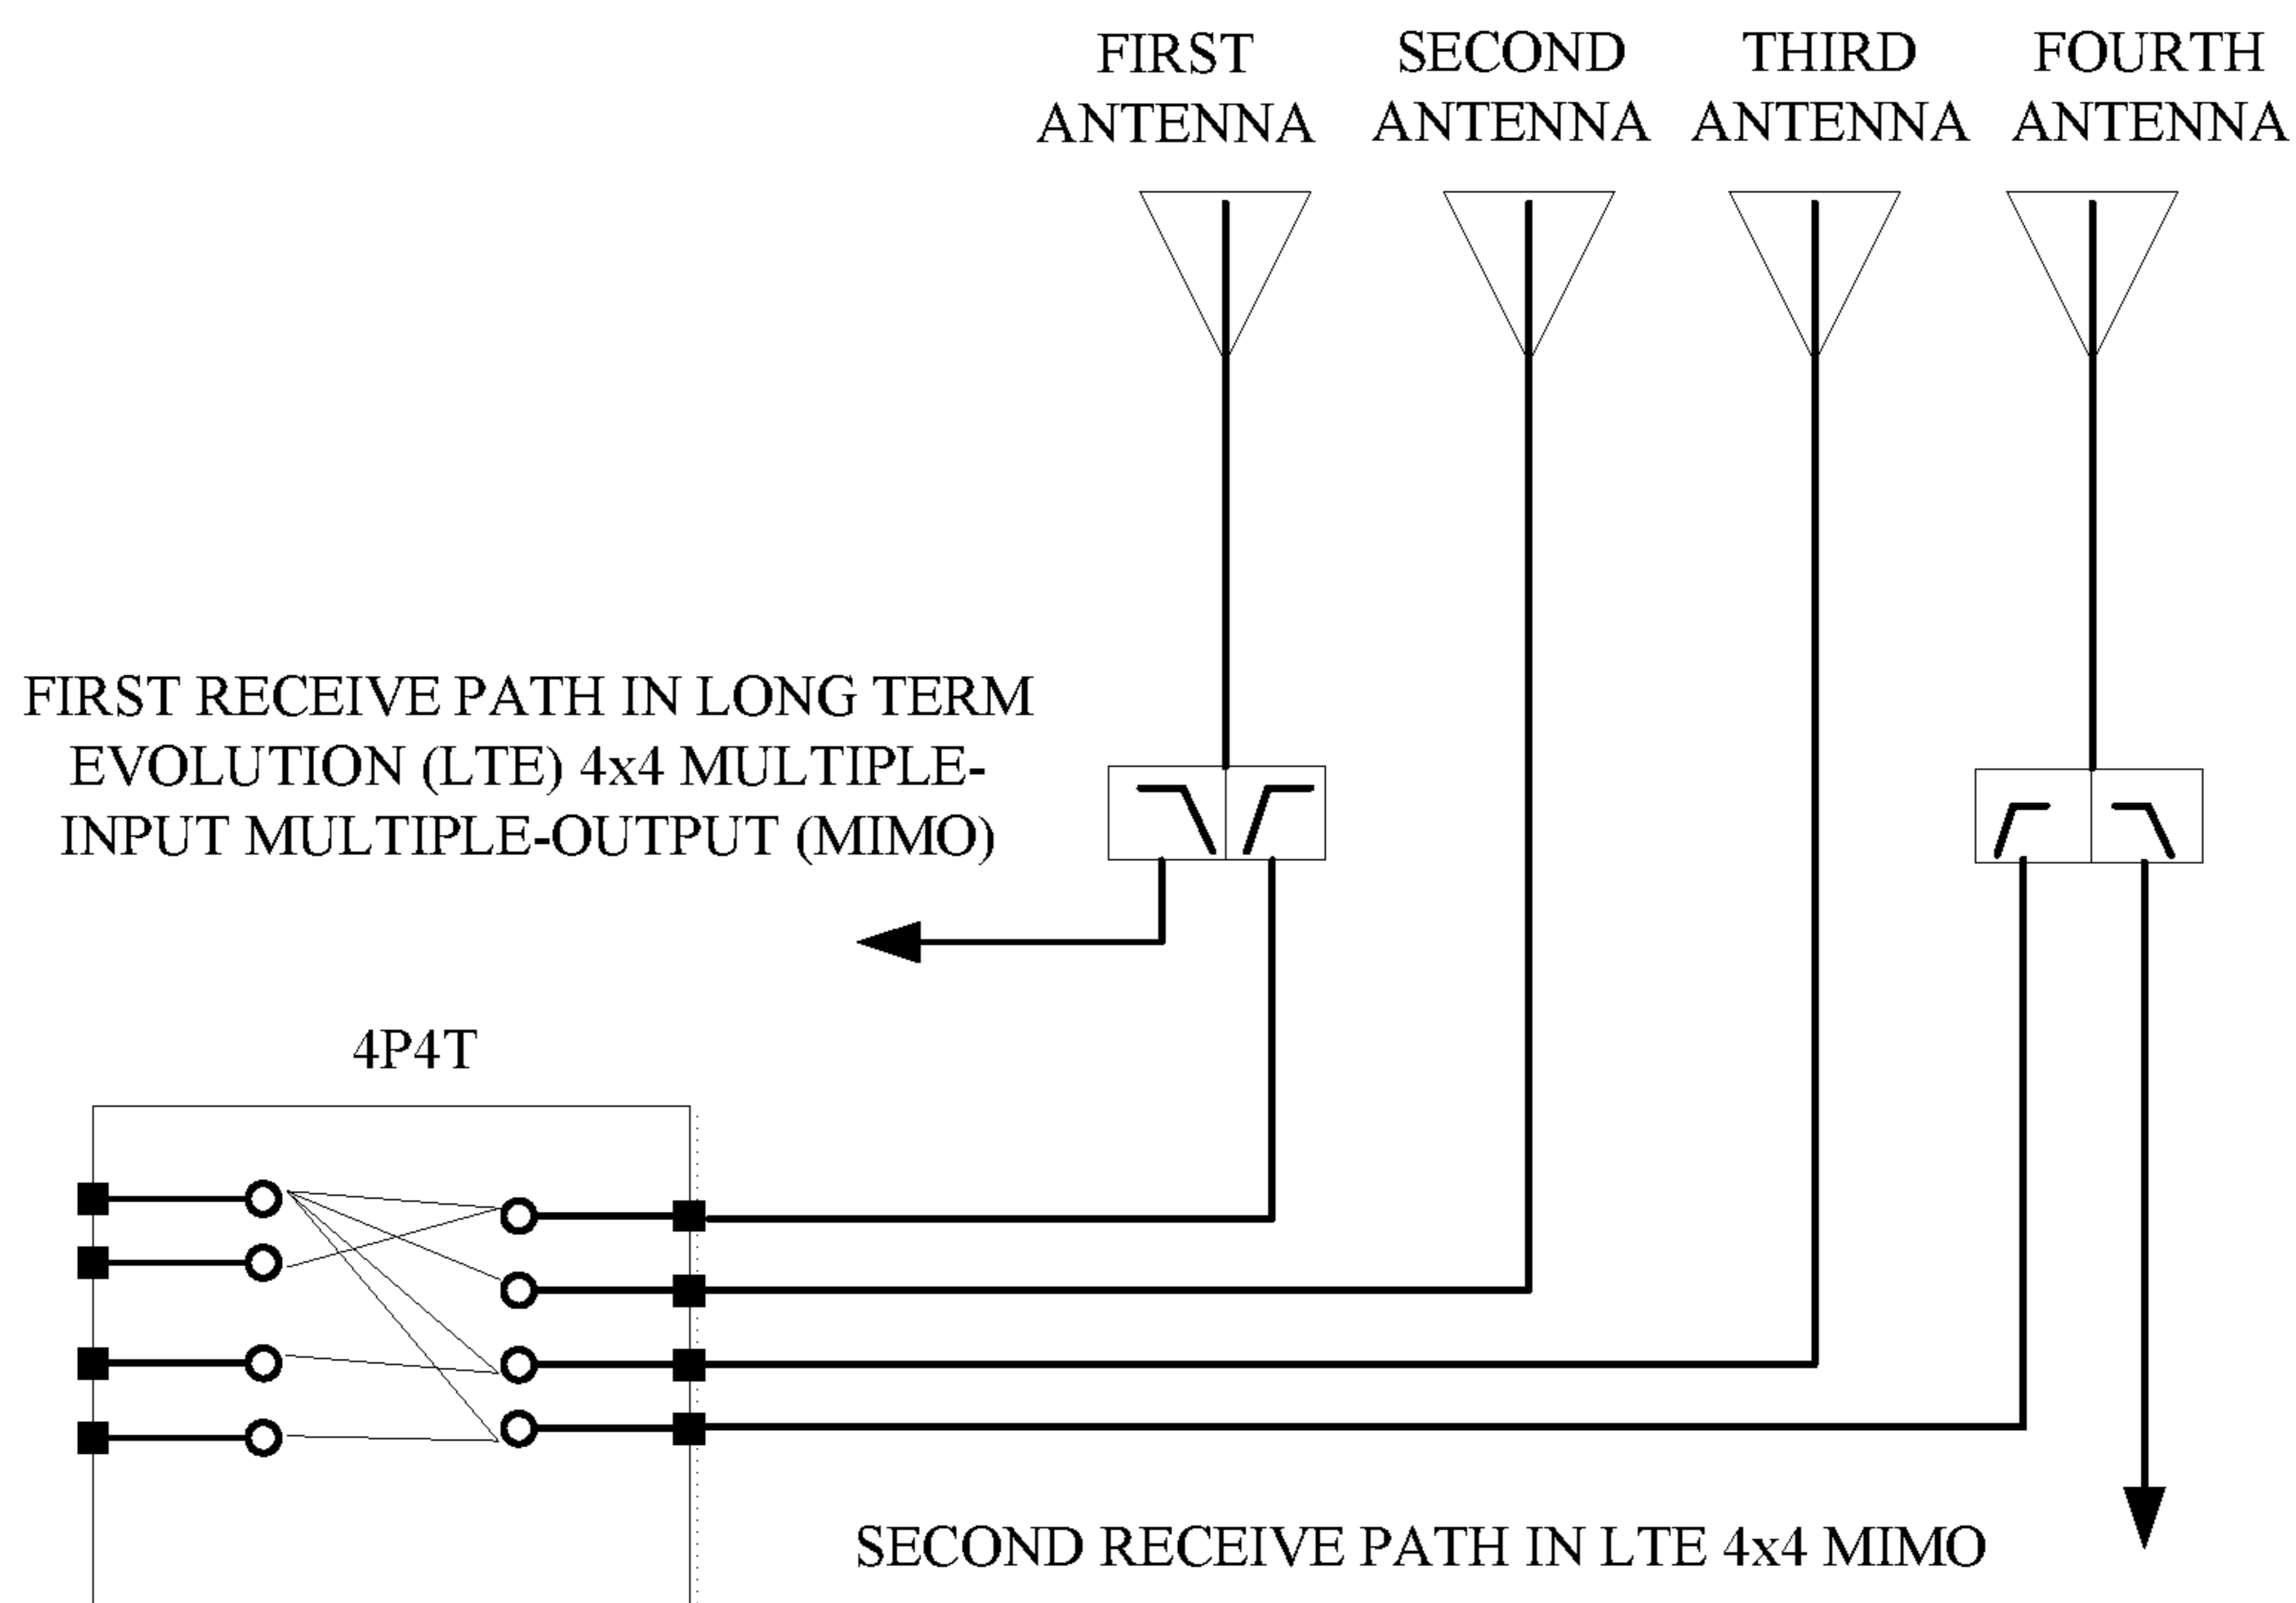 FIRST
ANTENNA
SECOND
ANTENNA
THIRD
ANTENNA
FOURTH
ANTENNA
FIRST RECEIVE PATH IN LONG TERM
EVOLUTION (LTE) 4x4 MULTIPLE-
INPUT MULTIPLE-OUTPUT (MIMO)
4P4T
SECOND RECEIVE PATH IN LTE 4x4 MIMO